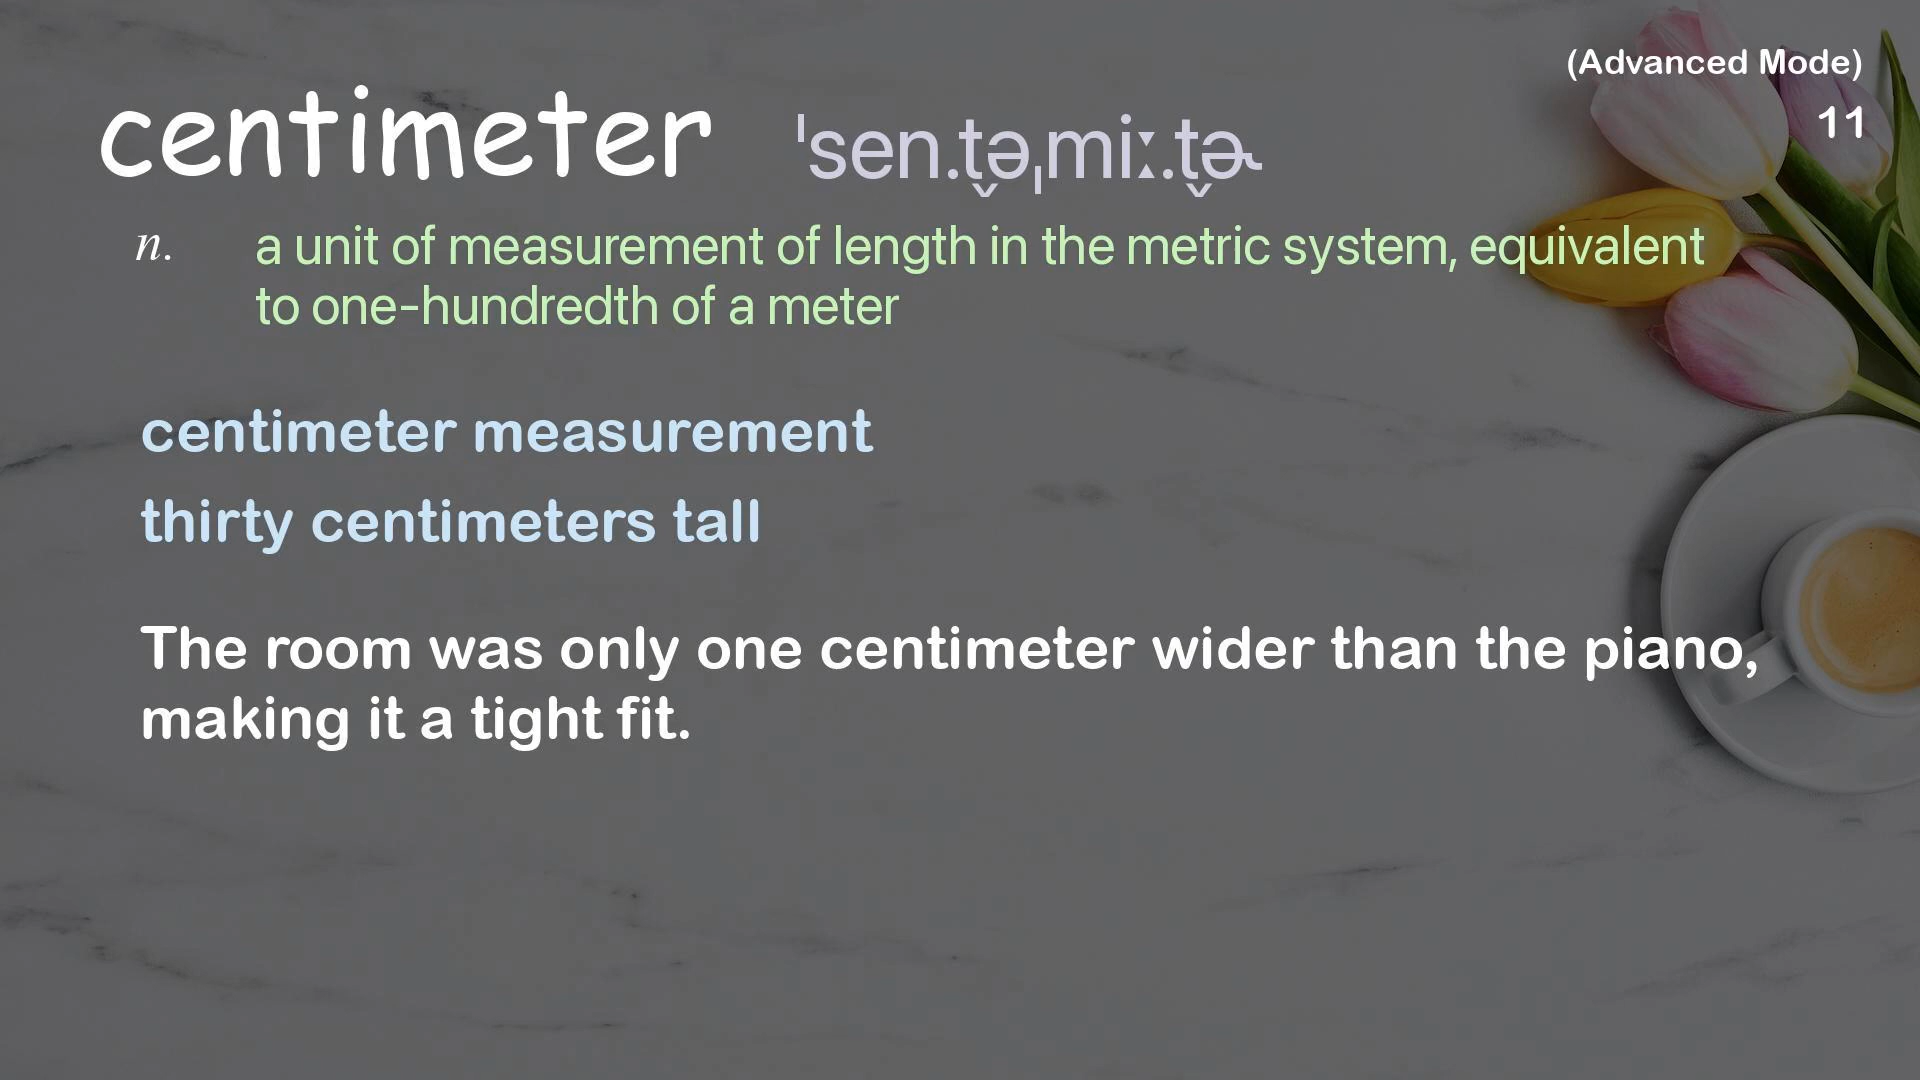 (Advanced Mode)
centimeter ˈsen.t̬əˌmiː.t̬ɚ
11
n. a unit of measurement of length in the metric system, equivalent
to one-hundredth of a meter
centimeter measurement
thirty centimeters tall
The room was only one centimeter wider than the piano,
making it a tight fit.